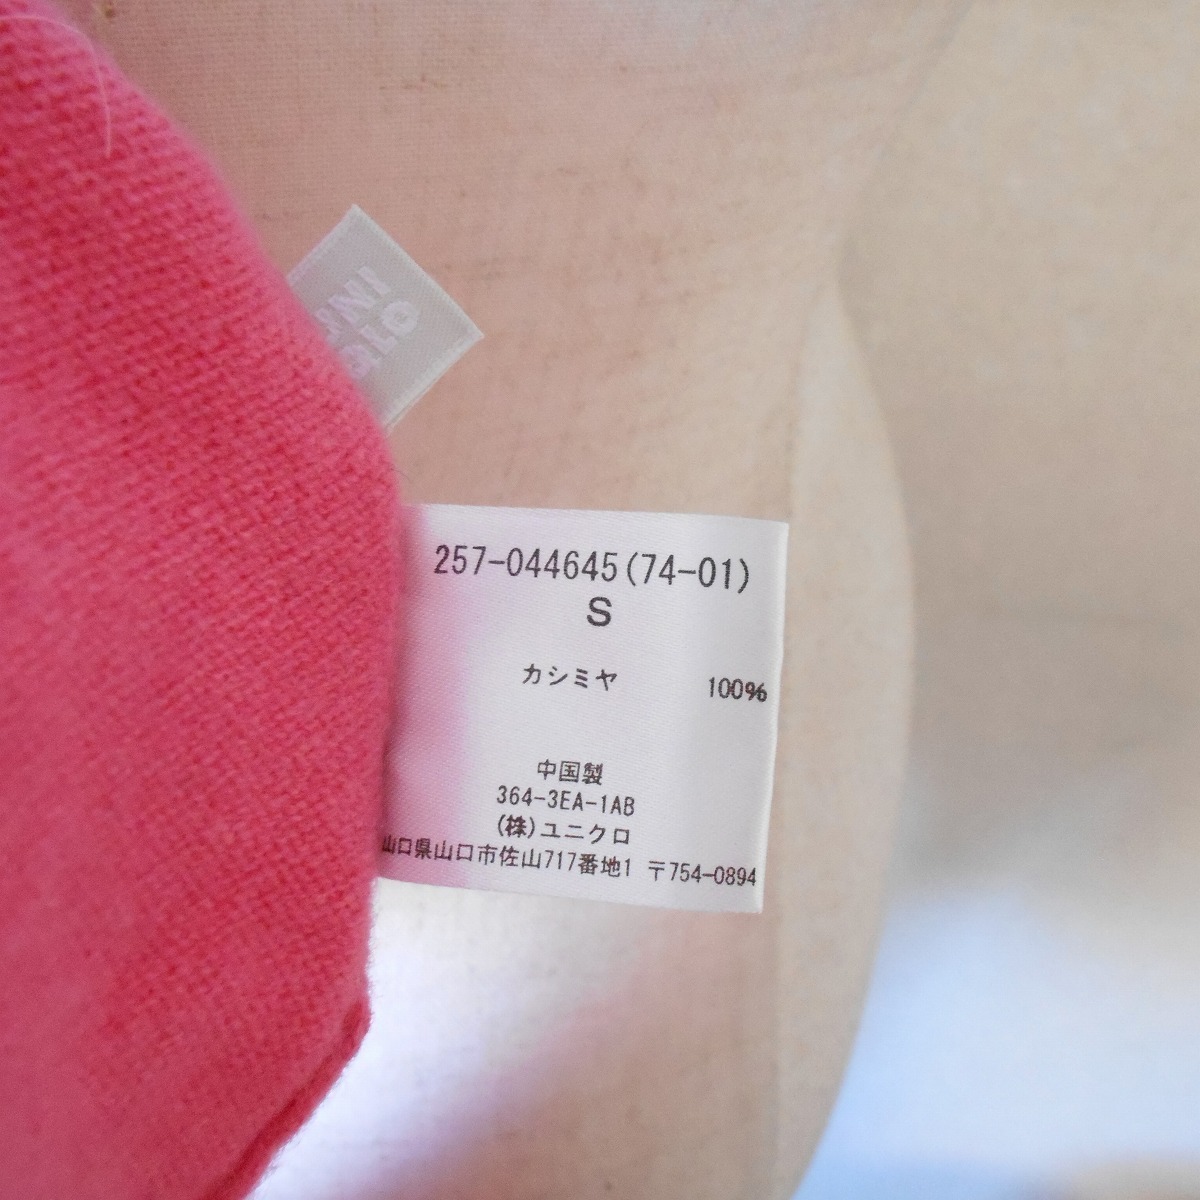 257-044645(74-01)
S
カシミヤ 100%
中国製
364-3EA-1AB
(株)ユニクロ
山口県山口市佐山717番地1 〒754-0894